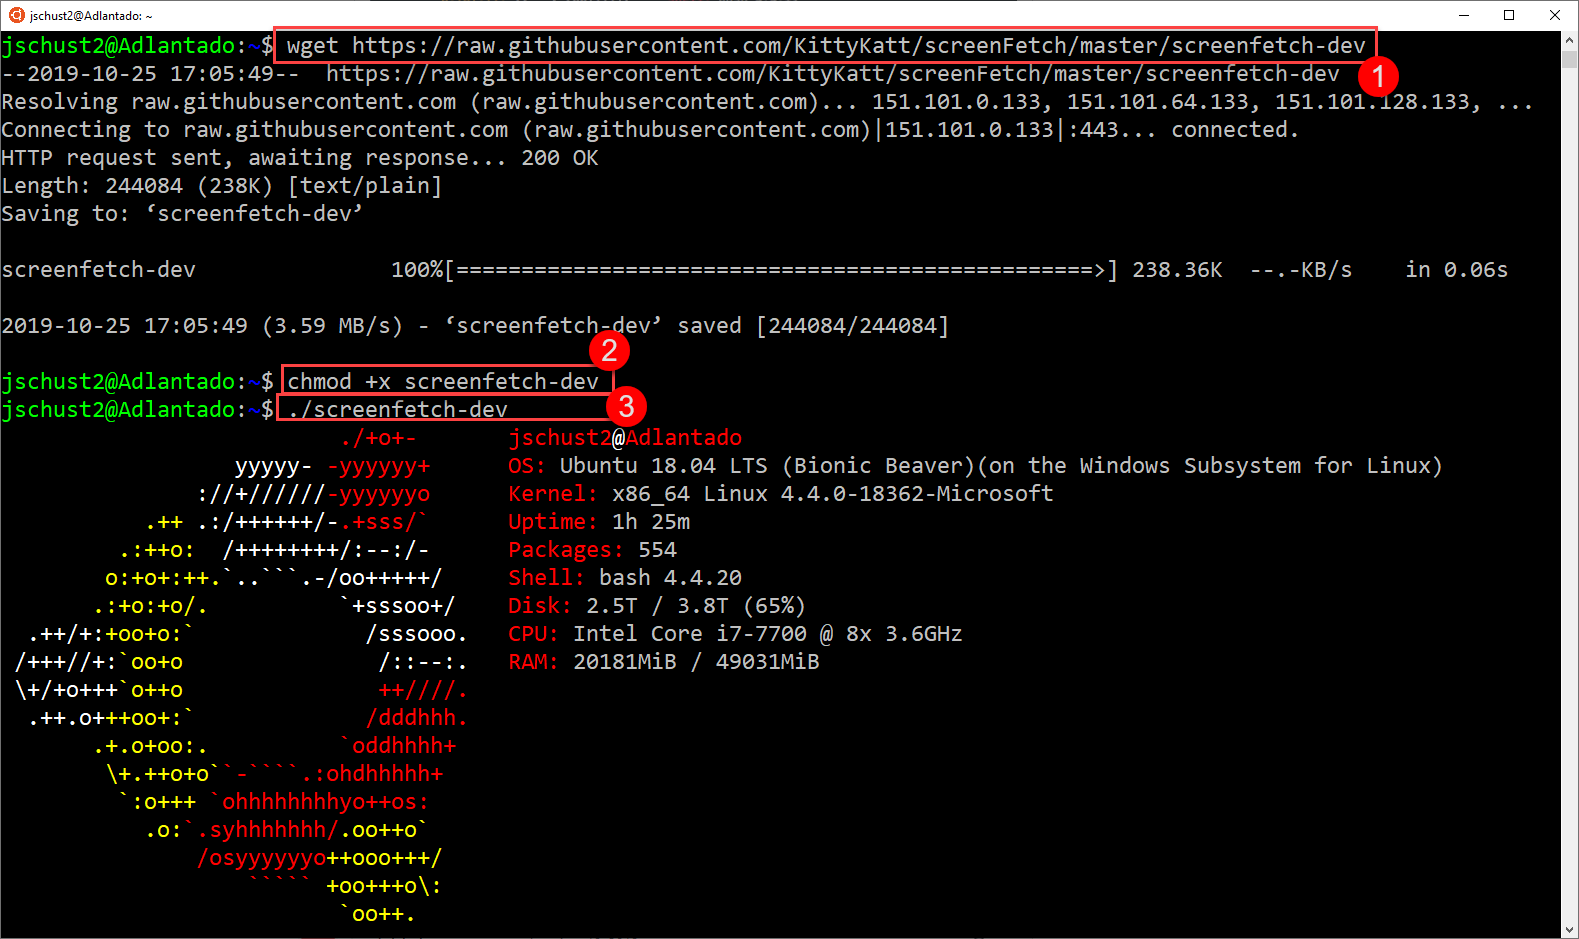 jschust2@Adlantado: ~
jschust2@Adlantado:~$ wget https://raw.githubusercontent.com/KittyKatt/screenFetch/master/screenfetch-dev
--2019-10-25 17:05:49--  https://raw.githubusercontent.com/KittyKatt/screenFetch/master/screenfetch-dev
1
Resolving raw.githubusercontent.com (raw.githubusercontent.com)... 151.101.0.133, 151.101.64.133, 151.101.128.133, ...
Connecting to raw.githubusercontent.com (raw.githubusercontent.com)|151.101.0.133|:443... connected.
HTTP request sent, awaiting response... 200 OK
Length: 244084 (238K) [text/plain]
Saving to: ‘screenfetch-dev’
screenfetch-dev               100%[=================================================>] 238.36K  --.-KB/s    in 0.06s
2019-10-25 17:05:49 (3.59 MB/s) - ‘screenfetch-dev’ saved [244084/244084]
2
jschust2@Adlantado:~$ chmod +x screenfetch-dev
jschust2@Adlantado:~$ ./screenfetch-dev
3
                          ./+o+-       jschust2@Adlantado
                  yyyyy- -yyyyyy+      OS: Ubuntu 18.04 LTS (Bionic Beaver)(on the Windows Subsystem for Linux)
               ://+//////-yyyyyyo      Kernel: x86_64 Linux 4.4.0-18362-Microsoft
           .++ .:/++++++/-.+sss/`      Uptime: 1h 25m
         .:++o:  /++++++++/:--:/-      Packages: 554
        o:+o+:++.`..```.-/oo+++++/     Shell: bash 4.4.20
       .:+o:+o/.          `+sssoo+/    Disk: 2.5T / 3.8T (65%)
  .++/+:+oo+o:`             /sssooo.   CPU: Intel Core i7-7700 @ 8x 3.6GHz
 /+++//+:`oo+o               /::--:.   RAM: 20181MiB / 49031MiB
 \+/+o+++`o++o               ++////.
  .++.o+++oo+:`             /dddhhh.
       .+.o+oo:.          `oddhhhh+
        \+.++o+o``-````.:ohdhhhhh+
         `:o+++ `ohhhhhhhhyo++os:
           .o:`.syhhhhhhh/.oo++o`
               /osyyyyyyo++ooo+++/
                   ````` +oo+++o\:
                          `oo++.